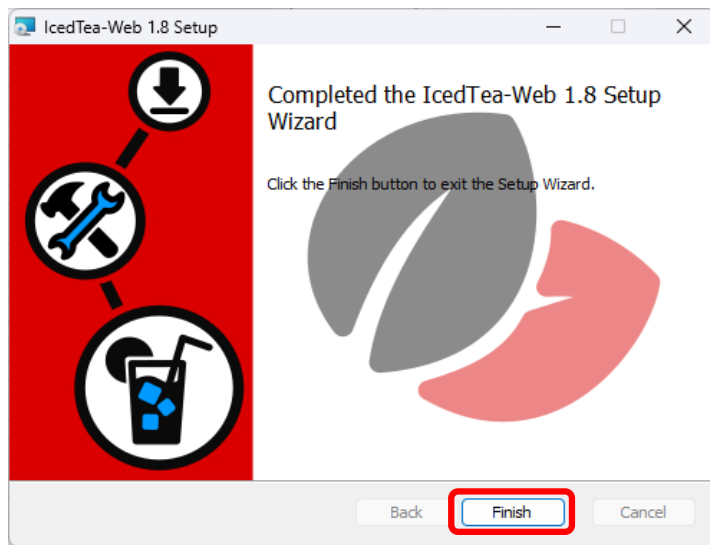 IcedTea-Web 1.8 Setup
Completed the IcedTea-Web 1.8 Setup
Wizard
Click the Finish button to exit the Setup Wizard.
Back
Finish
Cancel